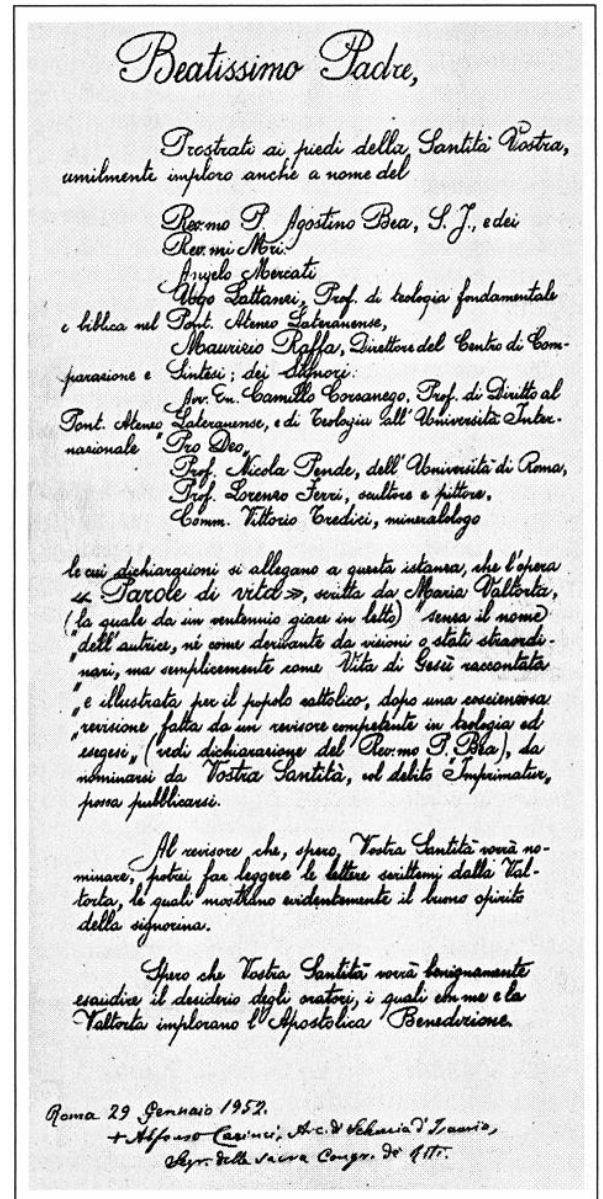 Beatissimo Padre,
Prostrati ai piedi della Santità Vostra,
umilmente imploro anche a nome del
Rev.mo P. Agostino Bea, S. J., e dei
Rev.mi Mri:
Angelo Mercati
Ugo Lattanzi, Prof. di teologia fondamentale
e biblica nel Pont. Ateneo Lateranense,
Maurizio Raffa, Direttore del Centro di Com-
parazione e Sintesi; dei Signori:
Avv. En. Camillo Corsanego, Prof. di Diritto al
Pont. Ateneo Lateranense, e di Teologia all'Università Inter-
nazionale "Pro Deo„
Prof. Nicola Pende, dell'Università di Roma,
Prof. Lorenzo Ferri, scultore e pittore,
Comm. Vittorio Tredici, mineralologo
le cui dichiarazioni si allegano a questa istanza, che l'opera
« Parole di vita », scritta da Maria Valtorta,
(la quale da un ventennio giace in letto) "senza il nome
"dell'autrice, né come derivante da visioni o stati straordi-
"nari, ma semplicemente come Vita di Gesù raccontata
"e illustrata per il popolo cattolico, dopo una coscienziosa
"revisione fatta da un revisore competente in teologia ed
esegesi„ (vedi dichiarazione del Rev.mo P. Bea), da
nominarsi da Vostra Santità, col debito "Imprimatur„
possa pubblicarsi.
Al revisore che, spero, Vostra Santità vorrà no-
minare, potrei far leggere le lettere scrittemi dalla Val-
torta, le quali mostrano evidentemente il buono spirito
della signorina.
Spero che Vostra Santità vorrà benignamente
esaudire il desiderio degli oratori, i quali con me e la
Valtorta implorano l'Apostolica Benedizione.
Roma 29 Gennaio 1952.
+ Alfonso Carinci, Arc. di Seleucia d'Isauria,
Segr. della Sacra Congr. de' Riti.